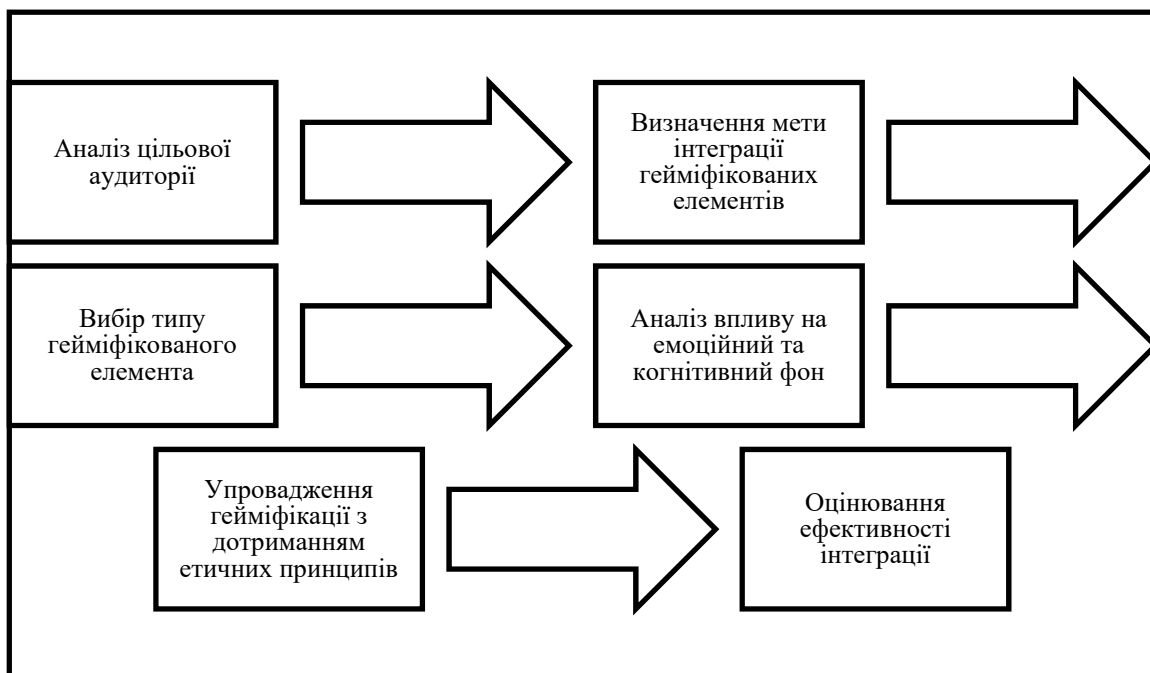 Аналіз цільової
аудиторії
Визначення мети
інтеграції
гейміфікованих
елементів
Вибір типу
гейміфікованого
елемента
Аналіз впливу на
емоційний та
когнітивний фон
Упровадження
гейміфікації з
дотриманням
етичних принципів
Оцінювання
ефективності
інтеграції